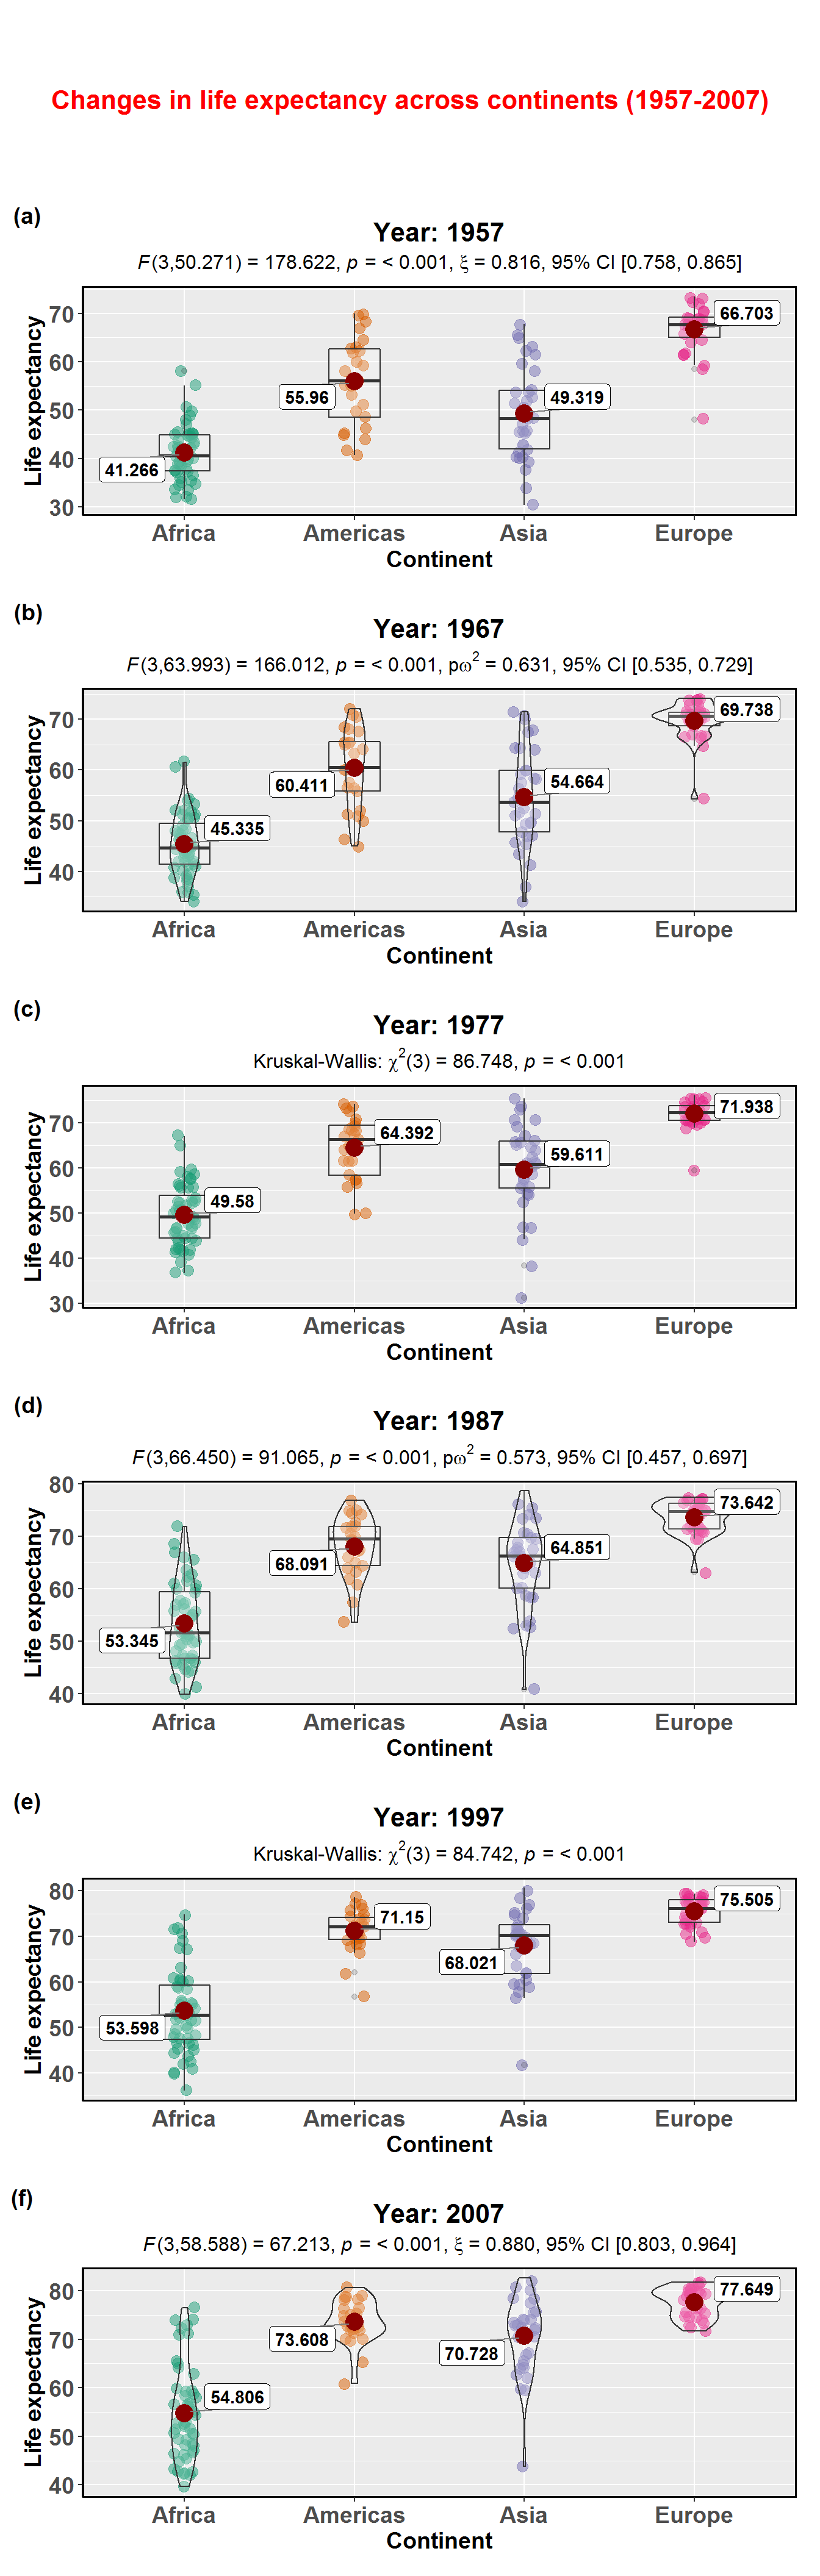 Changes in life expectancy across continents (1957-2007)
(a)
Year: 1957
F(3,50.271) = 178.622, p = < 0.001, ξ = 0.816, 95% CI [0.758, 0.865]
Life expectancy
70
60
50
40
30
41.266
55.96
49.319
66.703
Africa Americas Asia Europe
Continent
(b)
Year: 1967
F(3,63.993) = 166.012, p = < 0.001, pω² = 0.631, 95% CI [0.535, 0.729]
Life expectancy
70
60
50
40
45.335
60.411
54.664
69.738
Africa Americas Asia Europe
Continent
(c)
Year: 1977
Kruskal-Wallis: χ²(3) = 86.748, p = < 0.001
Life expectancy
70
60
50
40
30
49.58
64.392
59.611
71.938
Africa Americas Asia Europe
Continent
(d)
Year: 1987
F(3,66.450) = 91.065, p = < 0.001, pω² = 0.573, 95% CI [0.457, 0.697]
Life expectancy
80
70
60
50
40
53.345
68.091
64.851
73.642
Africa Americas Asia Europe
Continent
(e)
Year: 1997
Kruskal-Wallis: χ²(3) = 84.742, p = < 0.001
Life expectancy
80
70
60
50
40
53.598
71.15
68.021
75.505
Africa Americas Asia Europe
Continent
(f)
Year: 2007
F(3,58.588) = 67.213, p = < 0.001, ξ = 0.880, 95% CI [0.803, 0.964]
Life expectancy
80
70
60
50
40
54.806
73.608
70.728
77.649
Africa Americas Asia Europe
Continent